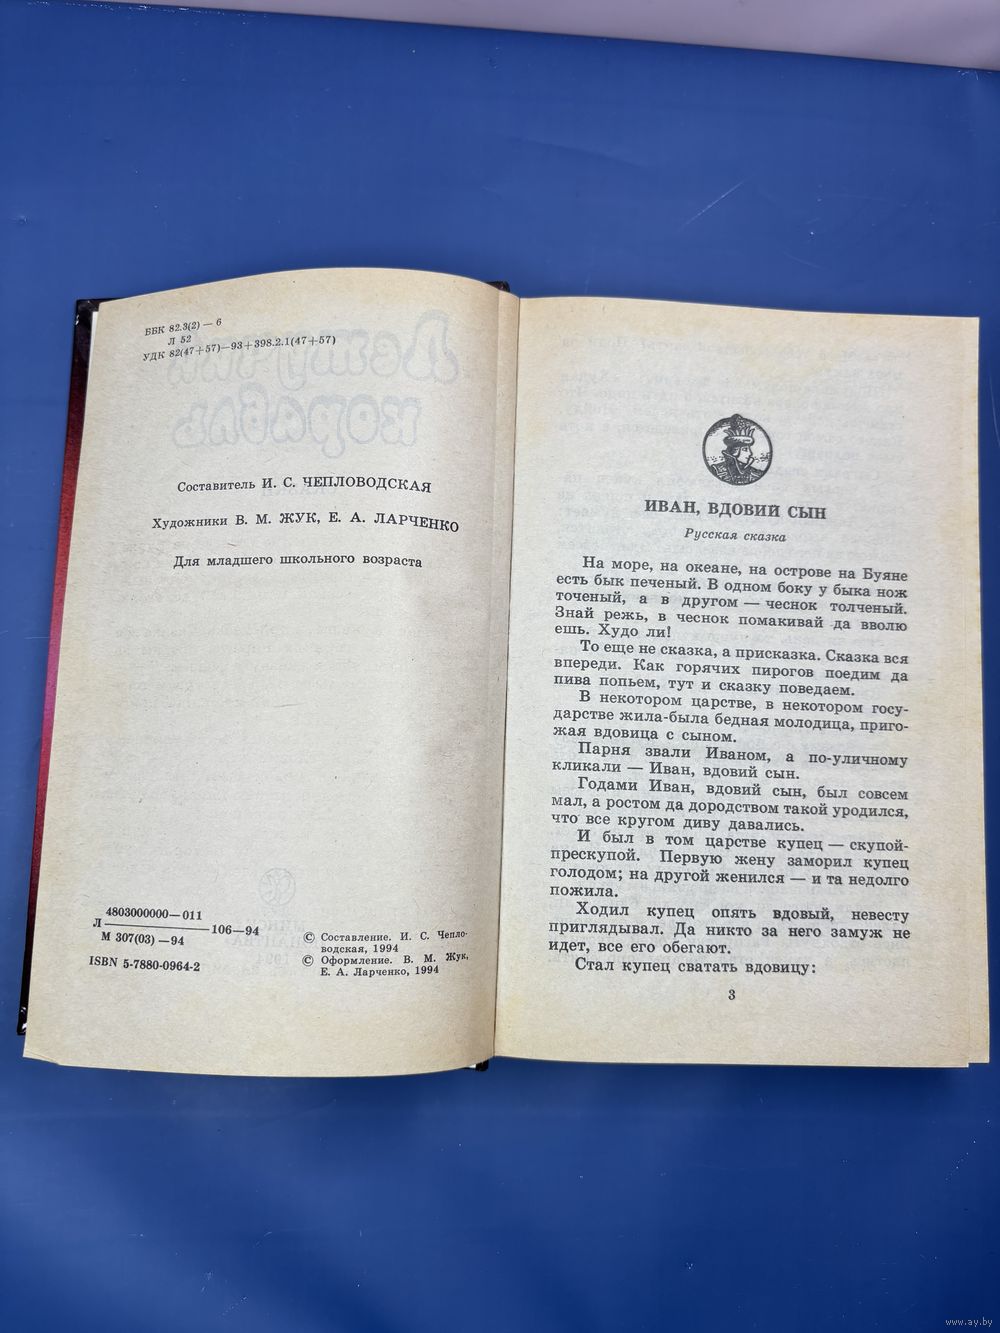 ББК 82.3(2) — 6
Л 52
УДК 82(47+57)—93+398.2.1(47+57)
Летучий
корабль
Составитель И. С. ЧЕПЛОВОДСКАЯ
Художники В. М. ЖУК, Е. А. ЛАРЧЕНКО
Для младшего школьного возраста
4803000000—011
Л 106—94
М 307(03) —94
ISBN 5-7880-0964-2
© Составление. И. С. Чепло-
водская, 1994
© Оформление. В. М. Жук,
Е. А. Ларченко, 1994
ИВАН, ВДОВИЙ СЫН
Русская сказка
На море, на океане, на острове на Буяне
есть бык печеный. В одном боку у быка нож
точеный, а в другом — чеснок толченый.
Знай режь, в чеснок помакивай да вволю
ешь. Худо ли!
То еще не сказка, а присказка. Сказка вся
впереди. Как горячих пирогов поедим да
пива попьем, тут и сказку поведаем.
В некотором царстве, в некотором госу-
дарстве жила-была бедная молодица, приго-
жая вдовица с сыном.
Парня звали Иваном, а по-уличному
кликали — Иван, вдовий сын.
Годами Иван, вдовий сын, был совсем
мал, а ростом да дородством такой уродился,
что все кругом диву давались.
И был в том царстве купец — скупой-
прескупой. Первую жену заморил купец
голодом; на другой женился — и та недолго
пожила.
Ходил купец опять вдовый, невесту
приглядывал. Да никто за него замуж не
идет, все его обегают.
Стал купец сватать вдовицу:
3
www.ay.by